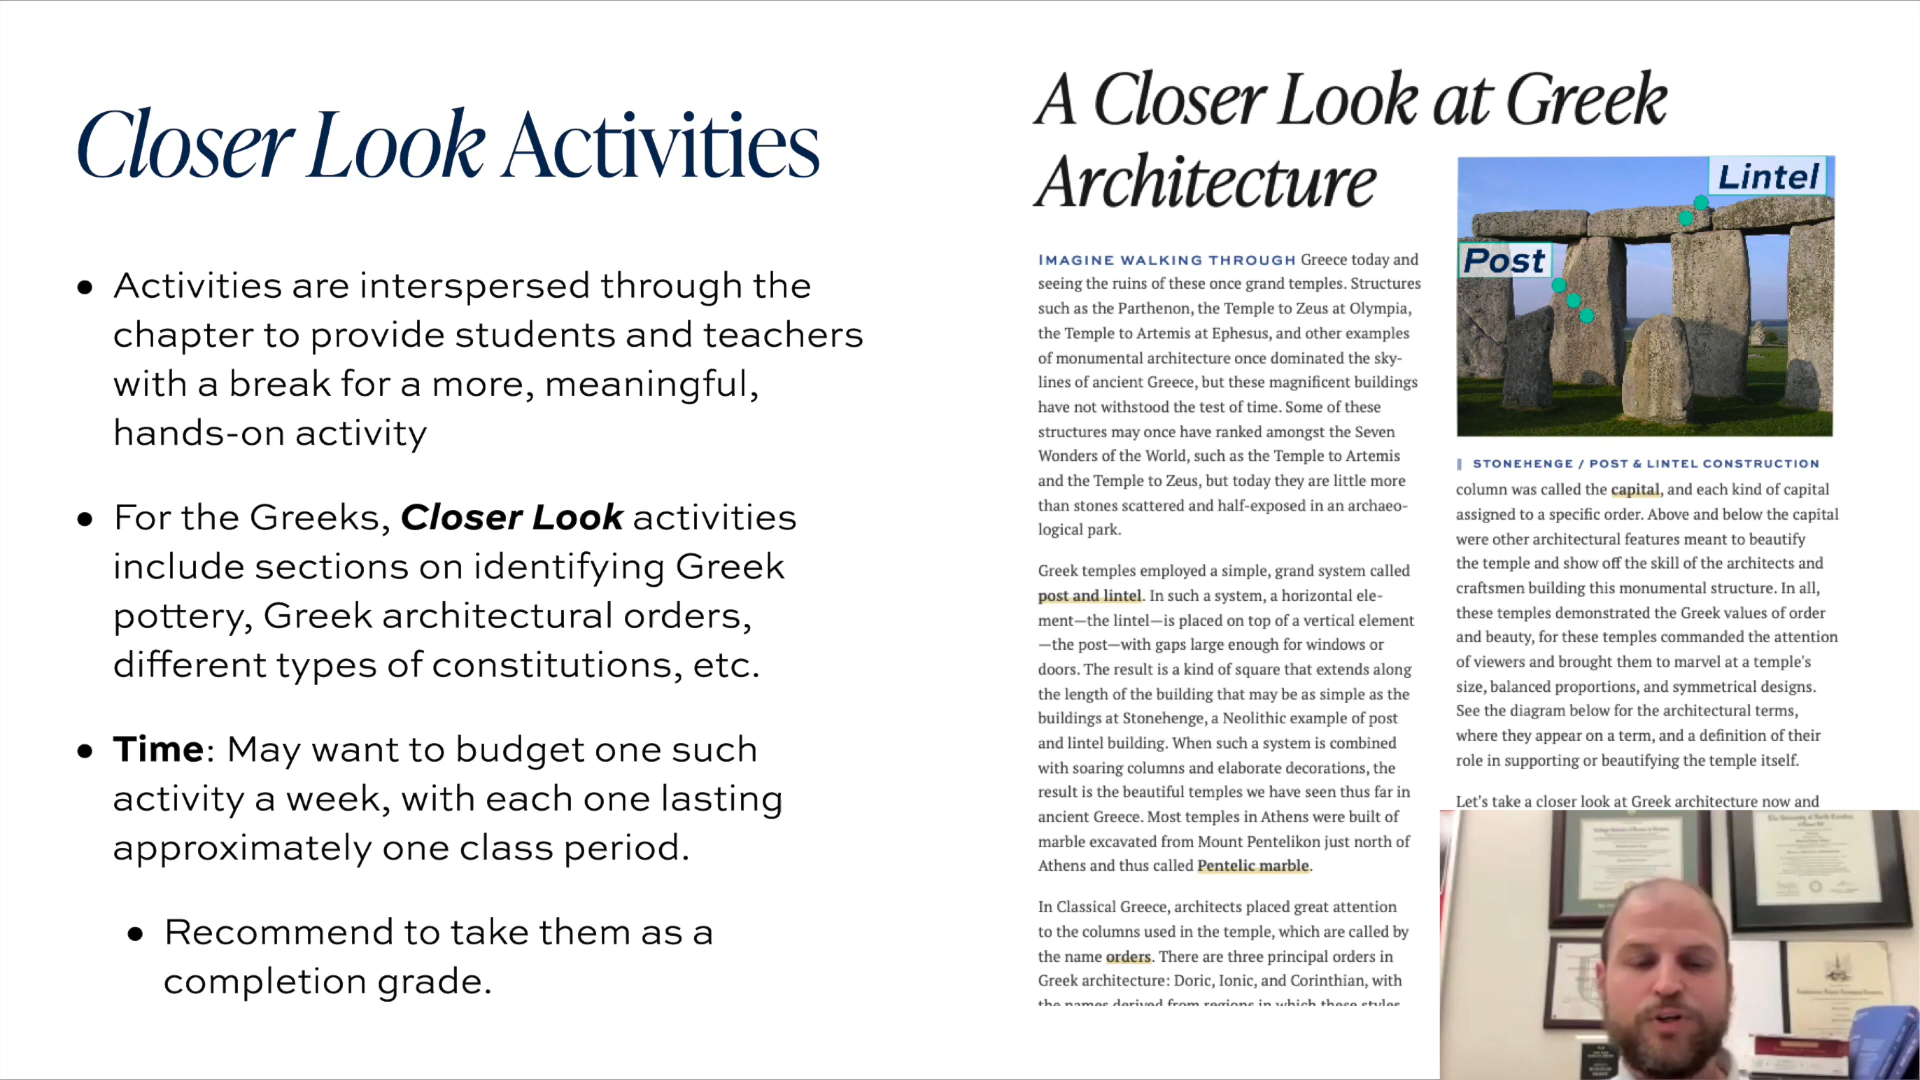 Closer Look Activities
• Activities are interspersed through the
chapter to provide students and teachers
with a break for a more, meaningful,
hands-on activity
• For the Greeks, Closer Look activities
include sections on identifying Greek
pottery, Greek architectural orders,
different types of constitutions, etc.
• Time: May want to budget one such
activity a week, with each one lasting
approximately one class period.
• Recommend to take them as a
completion grade.
A Closer Look at Greek
Architecture
IMAGINE WALKING THROUGH Greece today and
seeing the ruins of these once grand temples. Structures
such as the Parthenon, the Temple to Zeus at Olympia,
the Temple to Artemis at Ephesus, and other examples
of monumental architecture once dominated the sky-
lines of ancient Greece, but these magnificent buildings
have not withstood the test of time. Some of these
structures may once have ranked amongst the Seven
Wonders of the World, such as the Temple to Artemis
and the Temple to Zeus, but today they are little more
than stones scattered and half-exposed in an archaeo-
logical park.
Greek temples employed a simple, grand system called
post and lintel. In such a system, a horizontal ele-
ment—the lintel—is placed on top of a vertical element
—the post—with gaps large enough for windows or
doors. The result is a kind of square that extends along
the length of the building that may be as simple as the
buildings at Stonehenge, a Neolithic example of post
and lintel building. When such a system is combined
with soaring columns and elaborate decorations, the
result is the beautiful temples we have seen thus far in
ancient Greece. Most temples in Athens were built of
marble excavated from Mount Pentelikon just north of
Athens and thus called Pentelic marble.
In Classical Greece, architects placed great attention
to the columns used in the temple, which are called by
the name orders. There are three principal orders in
Greek architecture: Doric, Ionic, and Corinthian, with
the names derived from regions in which these styles
Lintel
Post
STONEHENGE / POST & LINTEL CONSTRUCTION
column was called the capital, and each kind of capital
assigned to a specific order. Above and below the capital
were other architectural features meant to beautify
the temple and show off the skill of the architects and
craftsmen building this monumental structure. In all,
these temples demonstrated the Greek values of order
and beauty, for these temples commanded the attention
of viewers and brought them to marvel at a temple's
size, balanced proportions, and symmetrical designs.
See the diagram below for the architectural terms,
where they appear on a term, and a definition of their
role in supporting or beautifying the temple itself.
Let's take a closer look at Greek architecture now and
The University of North Carolina